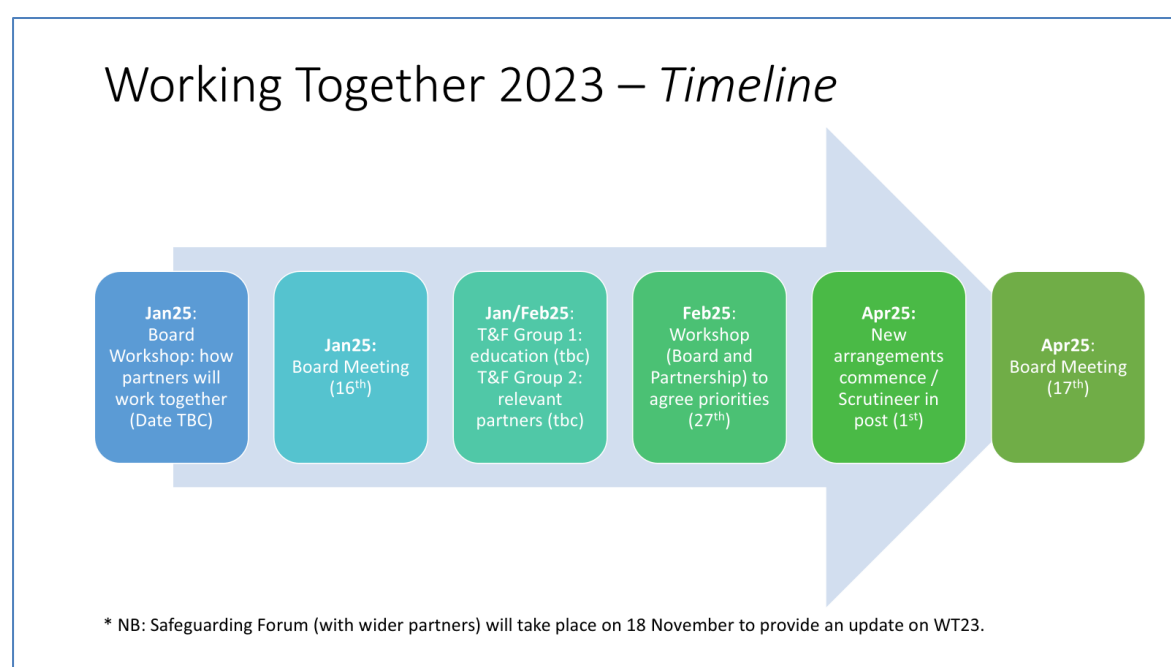 Working Together 2023 – Timeline
Jan25:
Board
Workshop: how
partners will
work together
(Date TBC)
Jan25:
Board Meeting
(16th)
Jan/Feb25:
T&F Group 1:
education (tbc)
T&F Group 2:
relevant
partners (tbc)
Feb25:
Workshop
(Board and
Partnership) to
agree priorities
(27th)
Apr25:
New
arrangements
commence /
Scrutineer in
post (1st)
Apr25:
Board Meeting
(17th)
* NB: Safeguarding Forum (with wider partners) will take place on 18 November to provide an update on WT23.